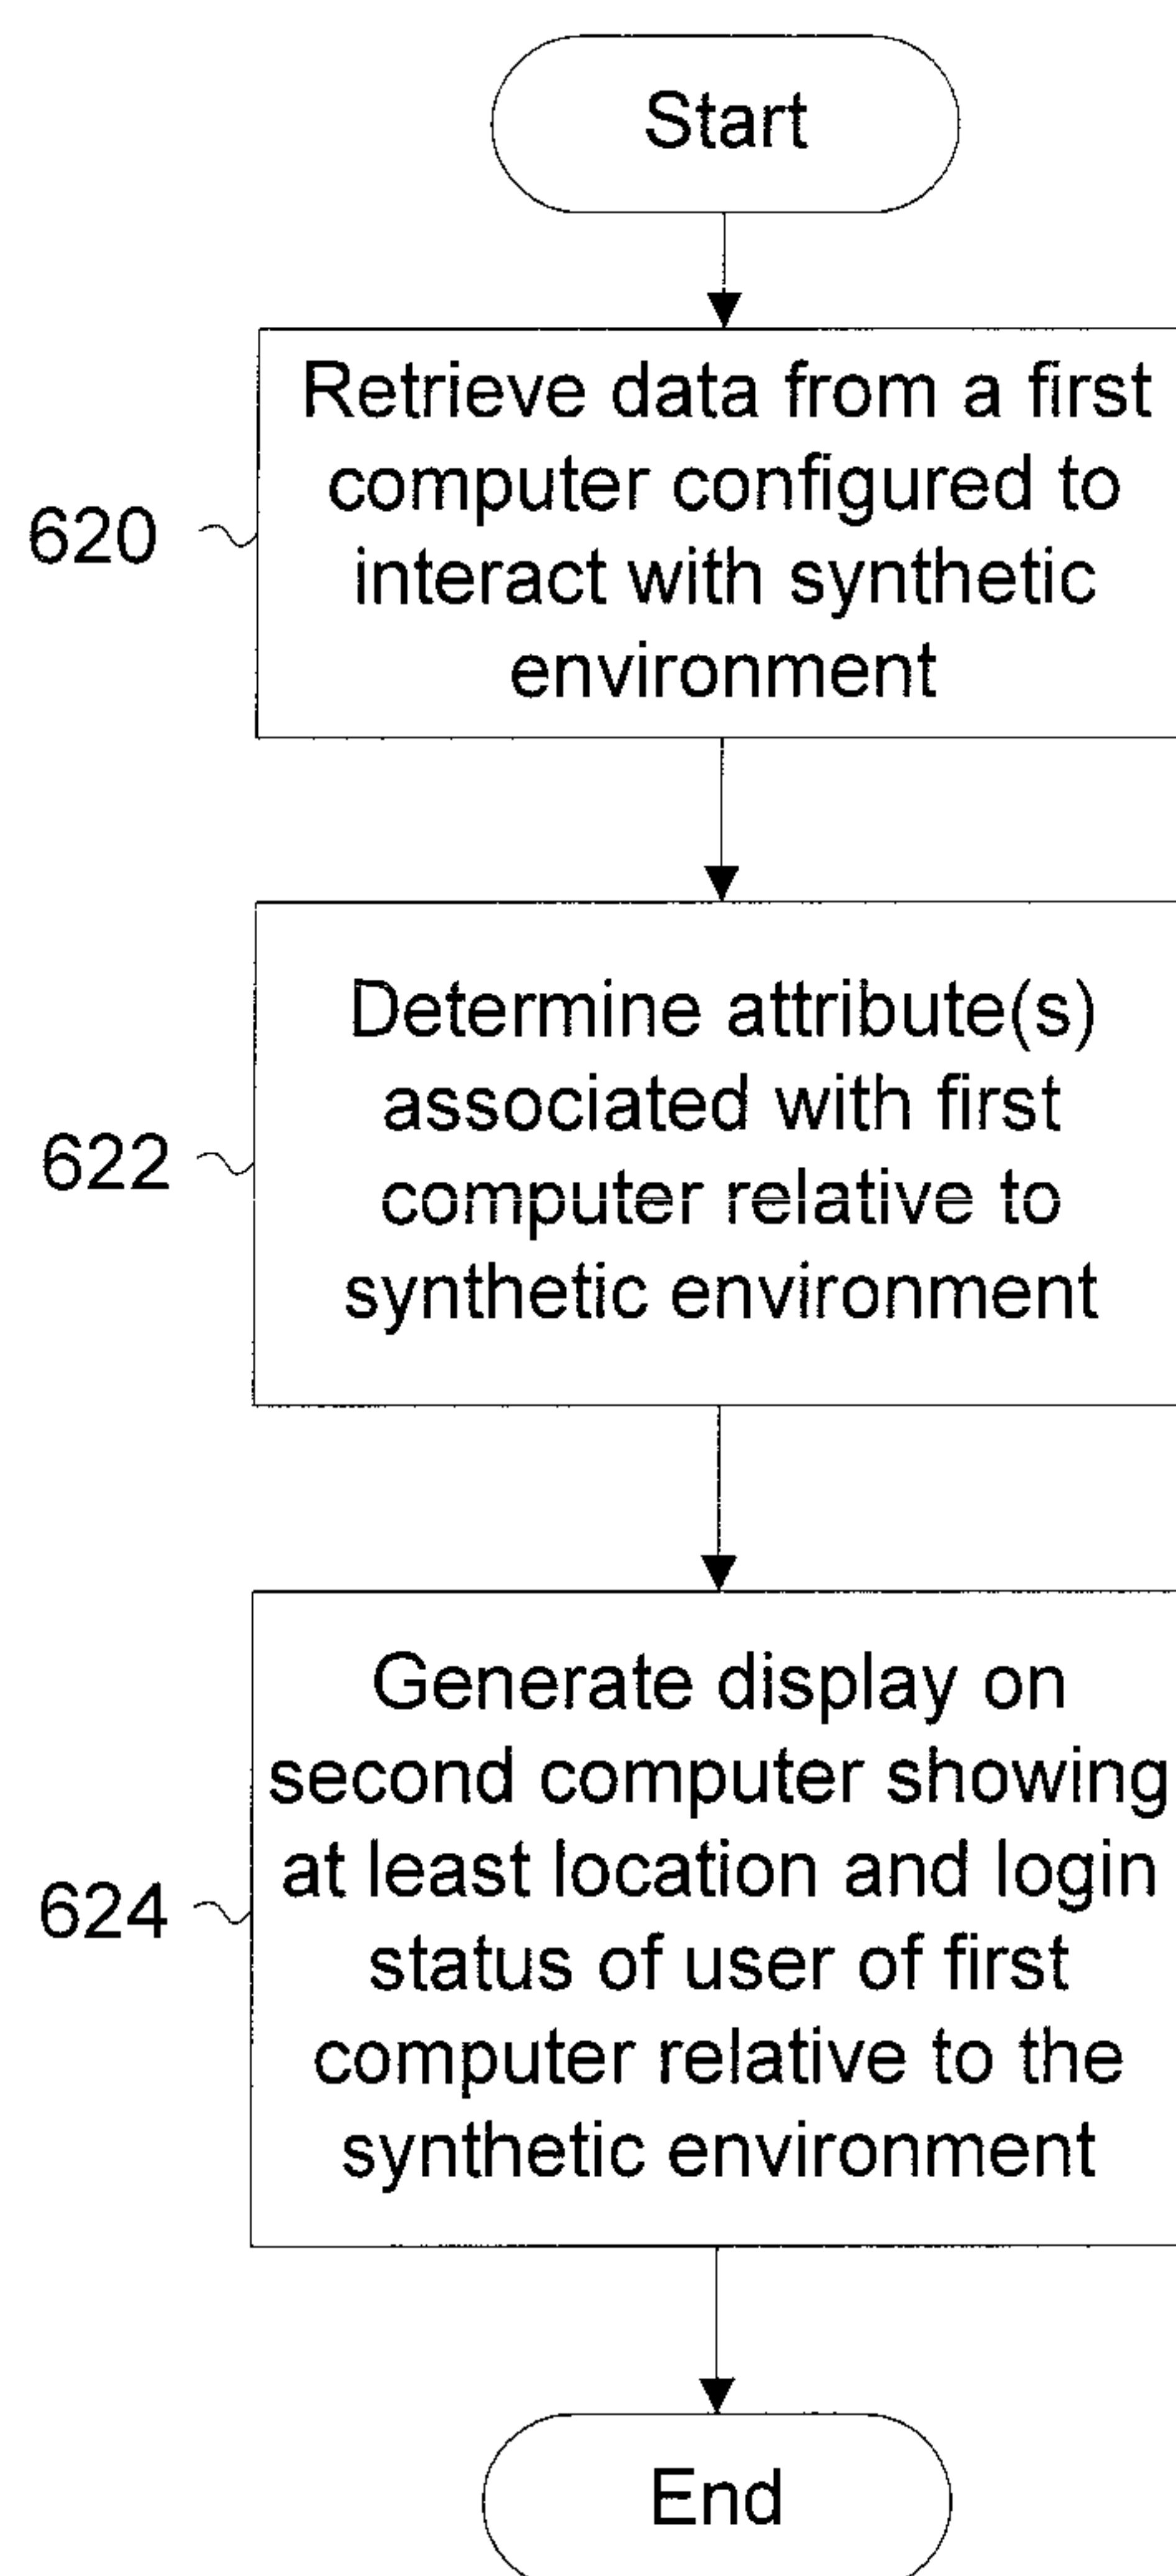 Start
Retrieve data from a first
computer configured to
interact with synthetic
environment
620
Determine attribute(s)
associated with first
computer relative to
synthetic environment
622
Generate display on
second computer showing
at least location and login
status of user of first
computer relative to the
synthetic environment
624
End